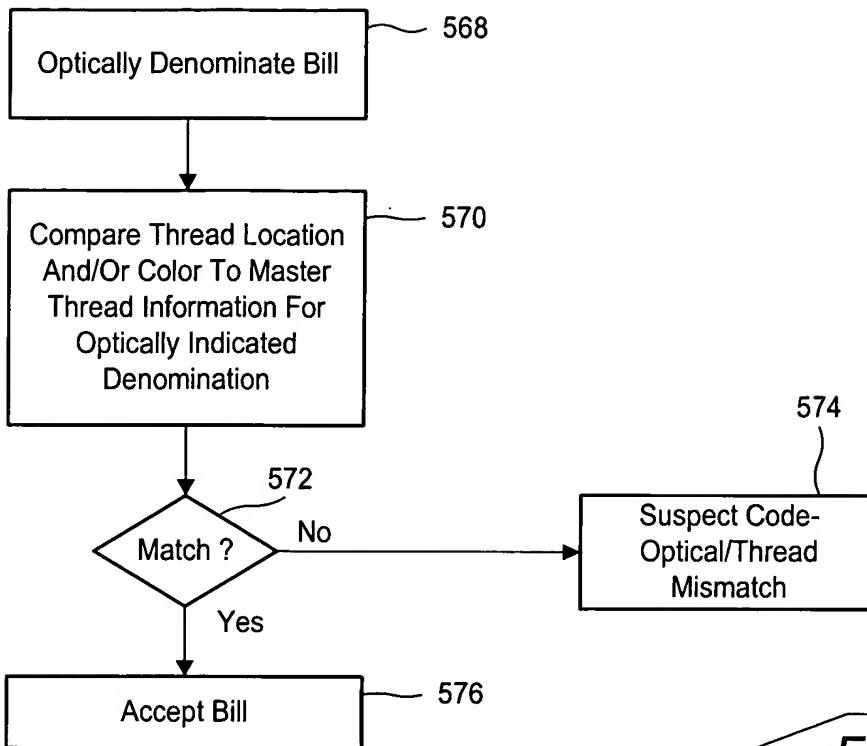 568
Optically Denominate Bill
570
Compare Thread Location
And/Or Color To Master
Thread Information For
Optically Indicated
Denomination
574
572
Match ?
No
Suspect Code-
Optical/Thread
Mismatch
Yes
576
Accept Bill